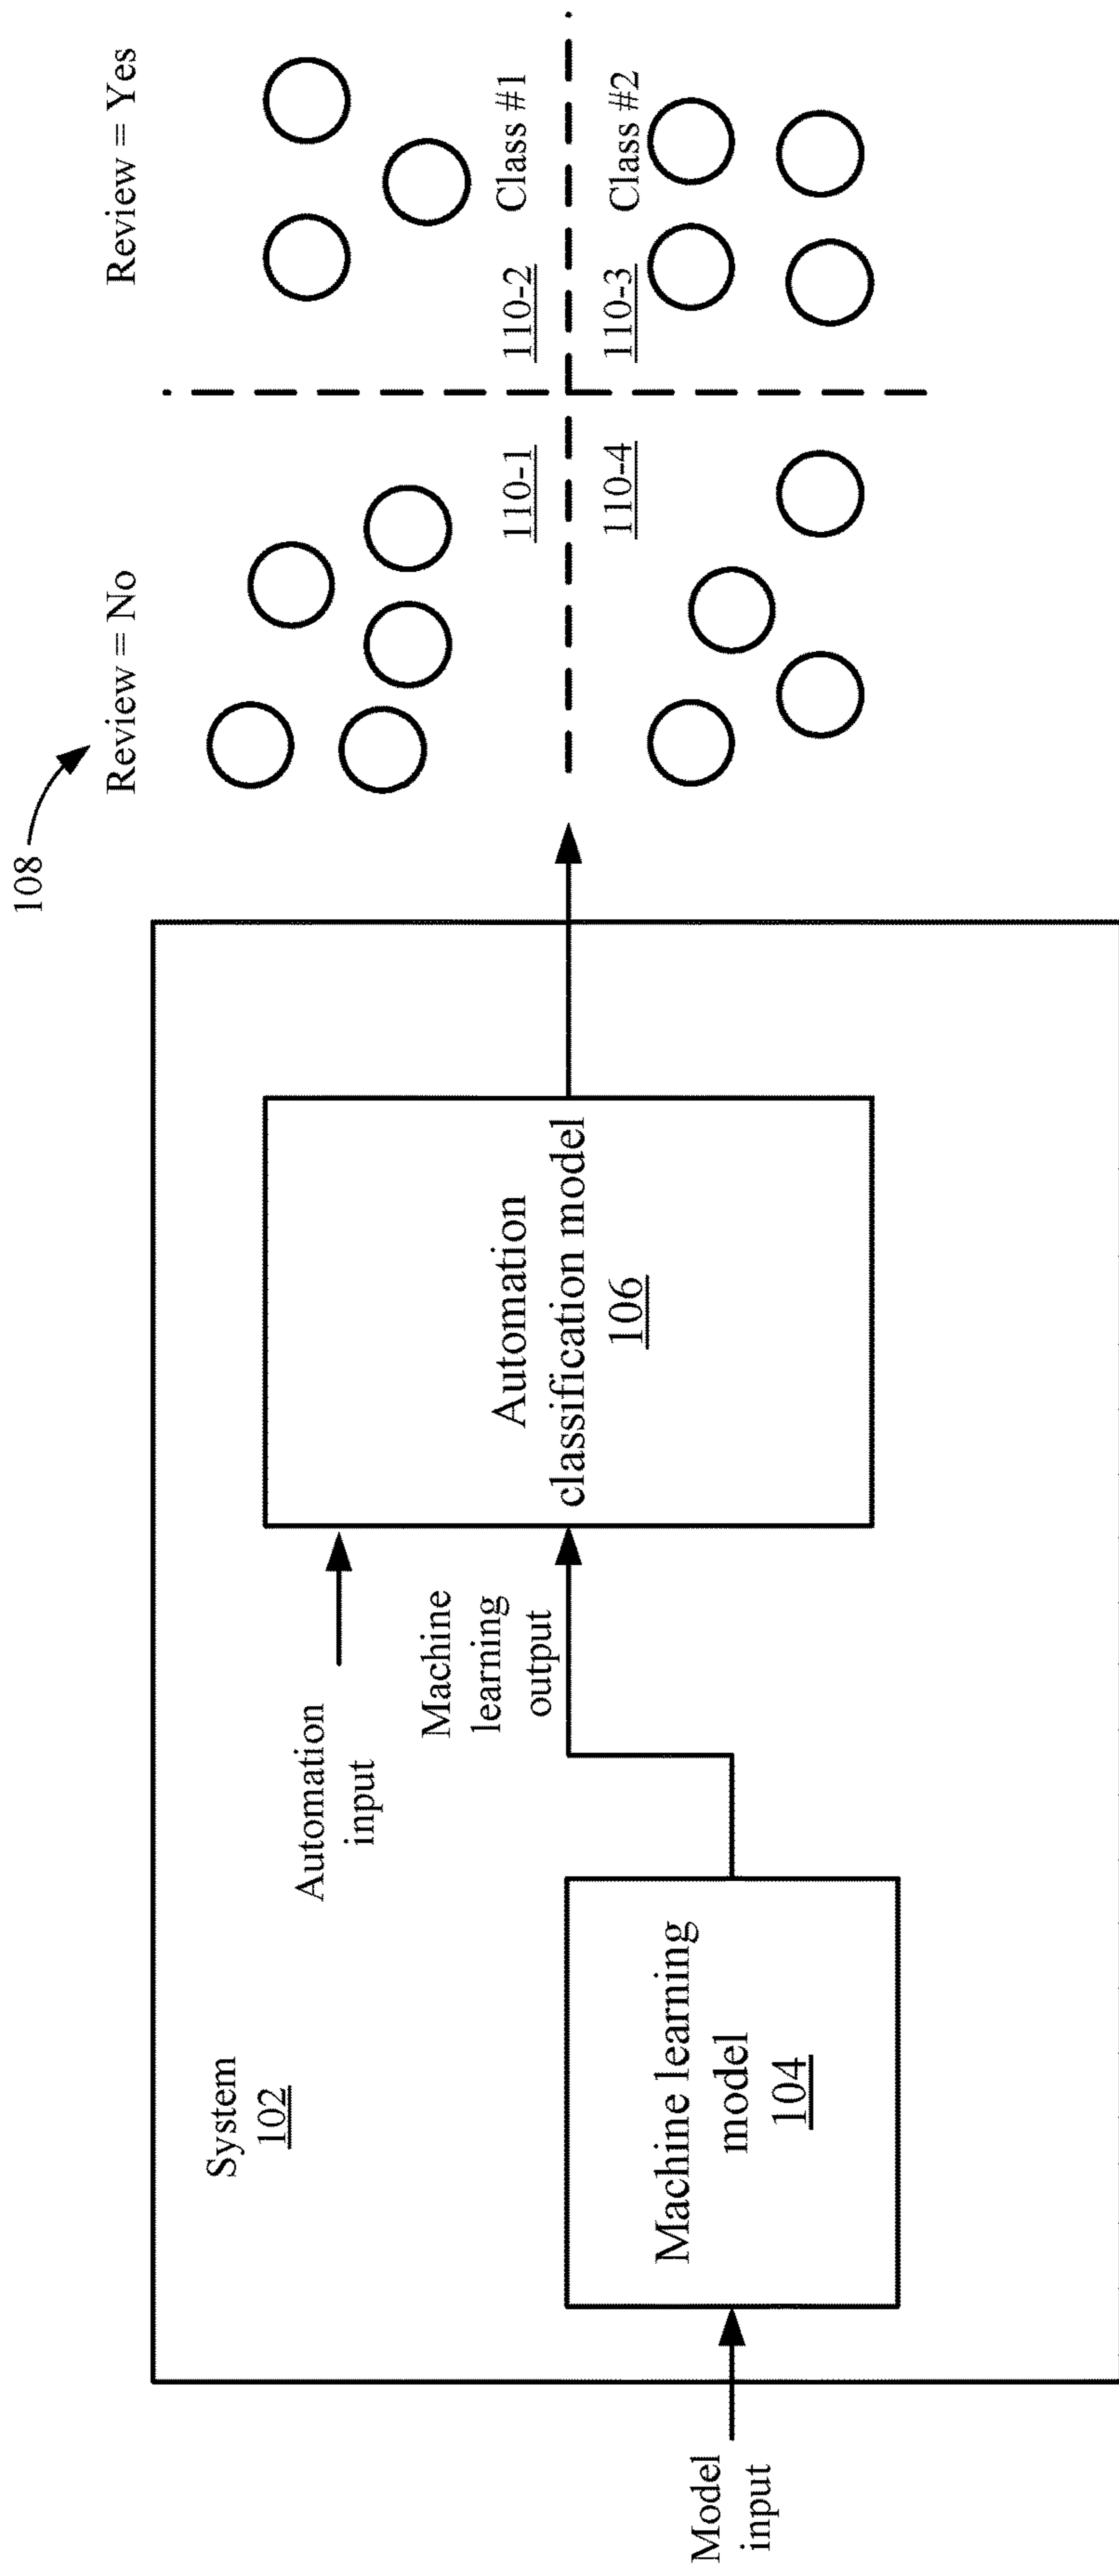 108
Review = No
Review = Yes
System
102
Automation
input
Machine
learning
output
Automation
classification model
106
110-1
110-2
Class #1
110-4
110-3
Class #2
Model
input
Machine learning
model
104